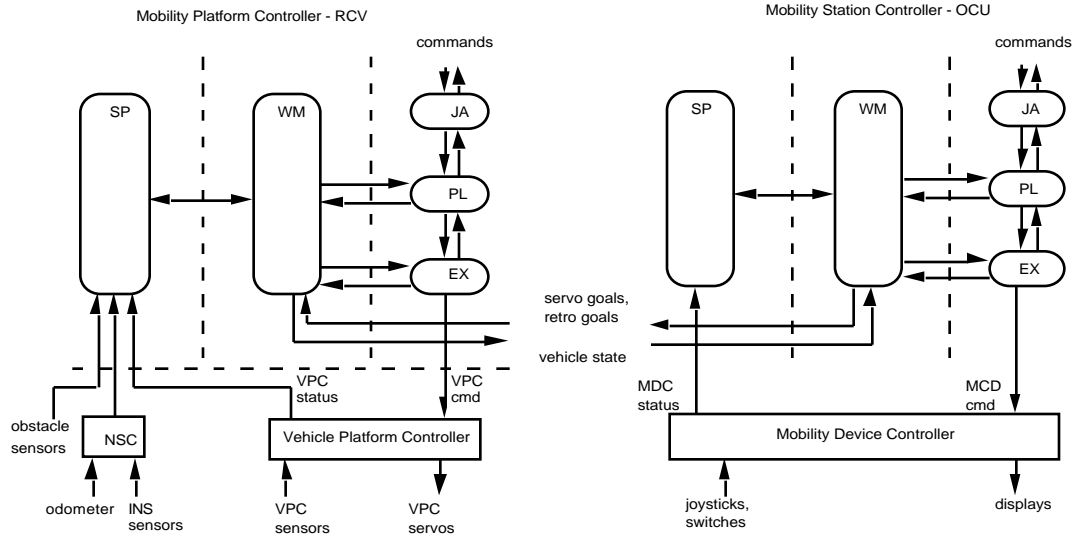 Mobility Platform Controller - RCV
commands
SP
WM
JA
PL
EX
VPC
status
VPC
cmd
obstacle
sensors
NSC
Vehicle Platform Controller
odometer
INS
sensors
VPC
sensors
VPC
servos
servo goals,
retro goals
vehicle state
Mobility Station Controller - OCU
commands
SP
WM
JA
PL
EX
MDC
status
MCD
cmd
Mobility Device Controller
joysticks,
switches
displays